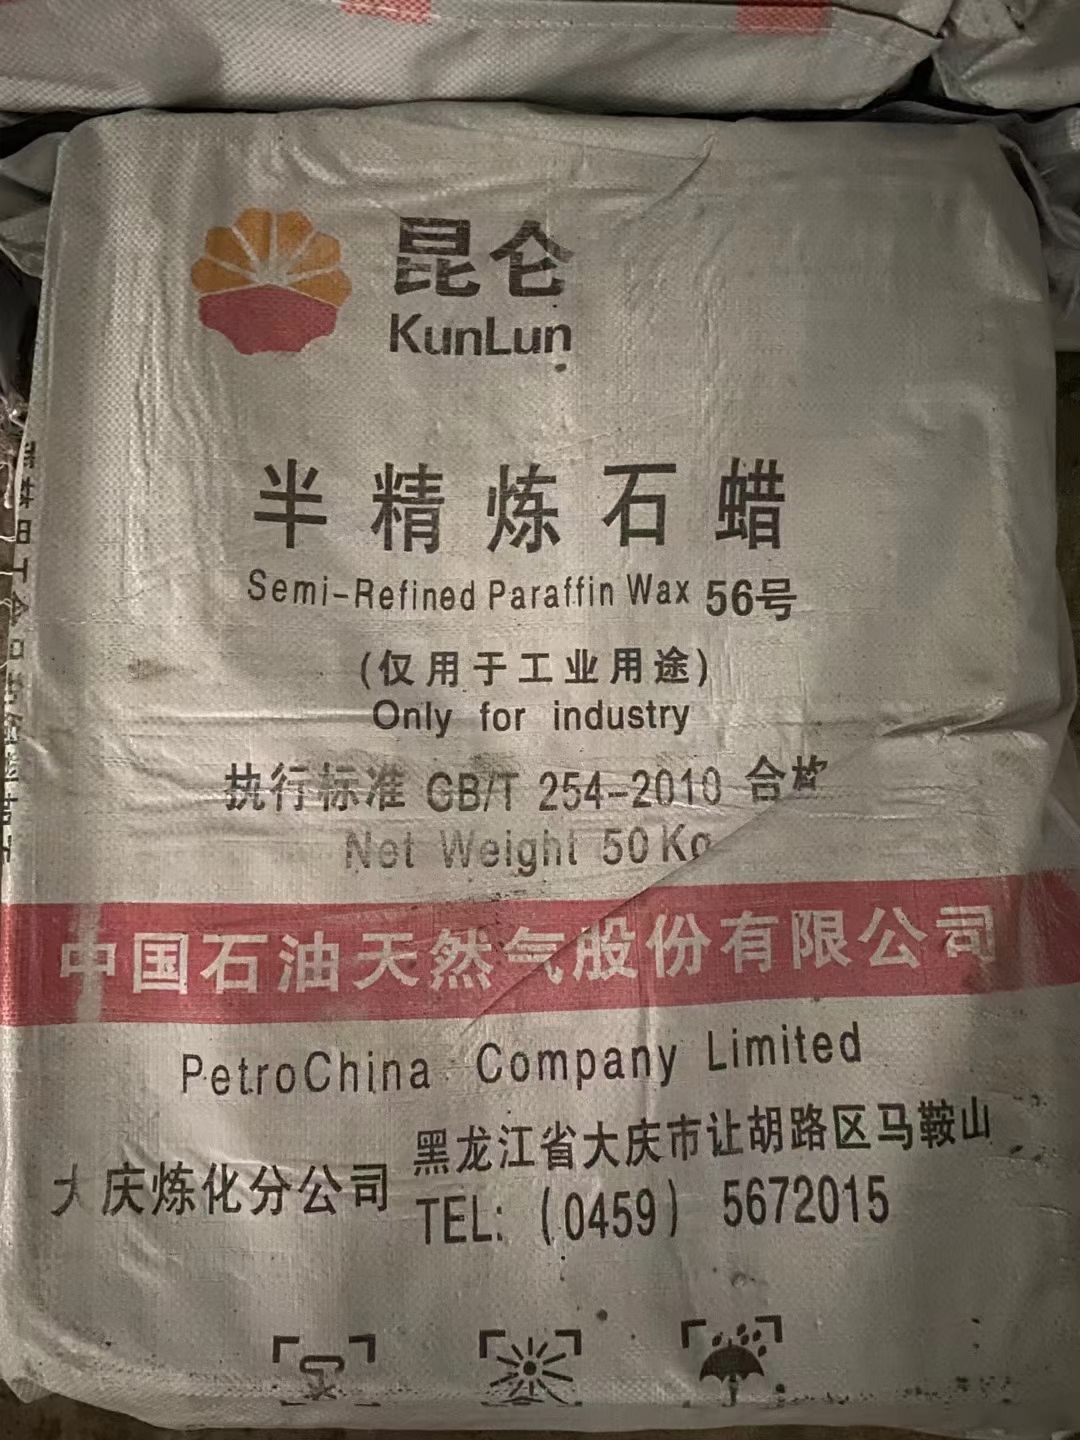 昆仑
KunLun
半精炼石蜡
Semi-Refined Paraffin Wax 56号
(仅用于工业用途)
Only for industry
执行标准 GB/T 254-2010 合格
Net Weight 50Kg
中国石油天然气股份有限公司
PetroChina Company Limited
大庆炼化分公司
黑龙江省大庆市让胡路区马鞍山
TEL: (0459) 5672015